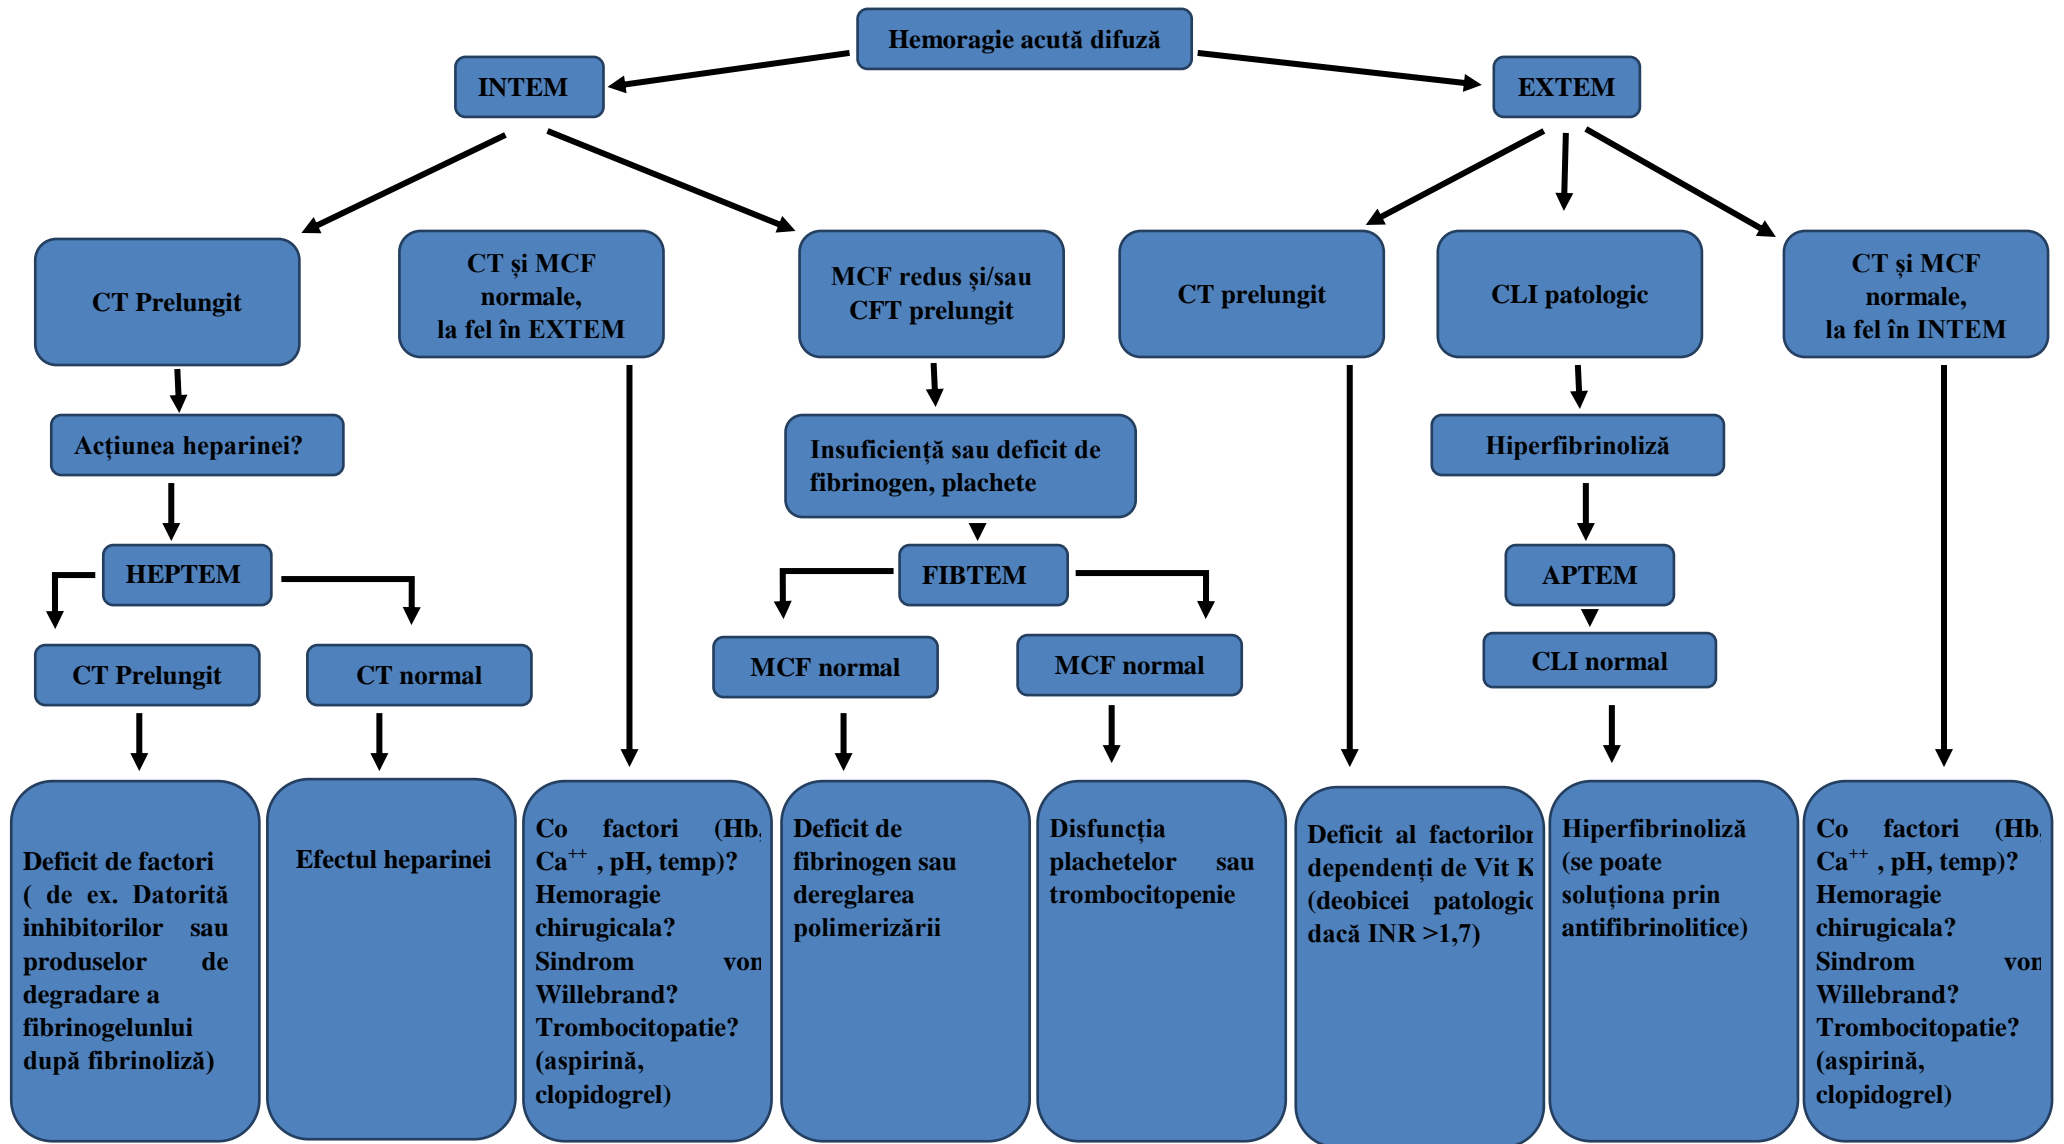 Hemoragie acută difuză
INTEM
EXTEM
CT Prelungit
CT și MCF
normale,
la fel în EXTEM
MCF redus și/sau
CFT prelungit
CT prelungit
CLI patologic
CT și MCF
normale,
la fel în INTEM
Acțiunea heparinei?
Insuficiență sau deficit de
fibrinogen, plachete
Hiperfibrinoliză
HEPTEM
FIBTEM
APTEM
CT Prelungit
CT normal
MCF normal
MCF normal
CLI normal
Deficit de factori
( de ex. Datorită
inhibitorilor sau
produselor de
degradare a
fibrinogelunlui
după fibrinoliză)
Efectul heparinei
Co factori (Hb,
Ca⁺⁺ , pH, temp)?
Hemoragie
chirugicala?
Sindrom von
Willebrand?
Trombocitopatie?
(aspirină,
clopidogrel)
Deficit de
fibrinogen sau
dereglarea
polimerizării
Disfuncția
plachetelor sau
trombocitopenie
Deficit al factorilor
dependenți de Vit K
(deobicei patologic
dacă INR >1,7)
Hiperfibrinoliză
(se poate
soluționa prin
antifibrinolitice)
Co factori (Hb,
Ca⁺⁺ , pH, temp)?
Hemoragie
chirugicala?
Sindrom von
Willebrand?
Trombocitopatie?
(aspirină,
clopidogrel)